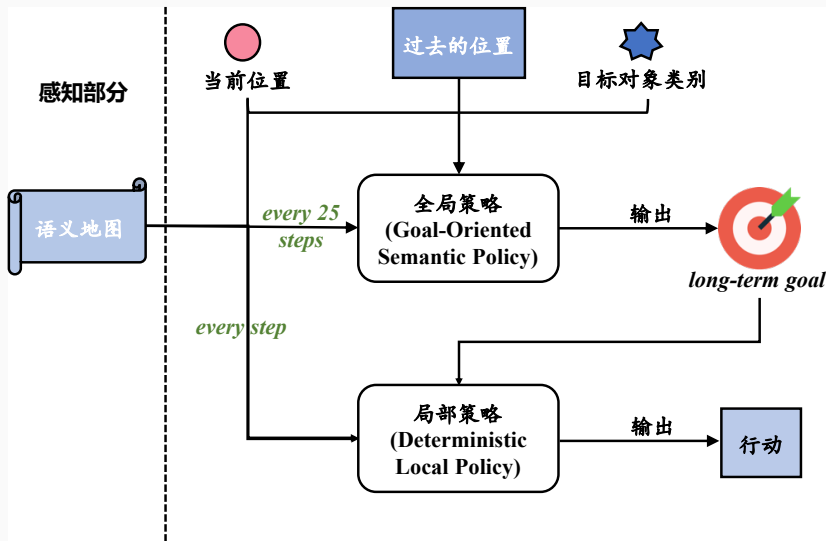 过去的位置
当前位置
目标对象类别
感知部分
语义地图
every 25
steps
全局策略
(Goal-Oriented
Semantic Policy)
输出
long-term goal
every step
局部策略
(Deterministic
Local Policy)
输出
行动